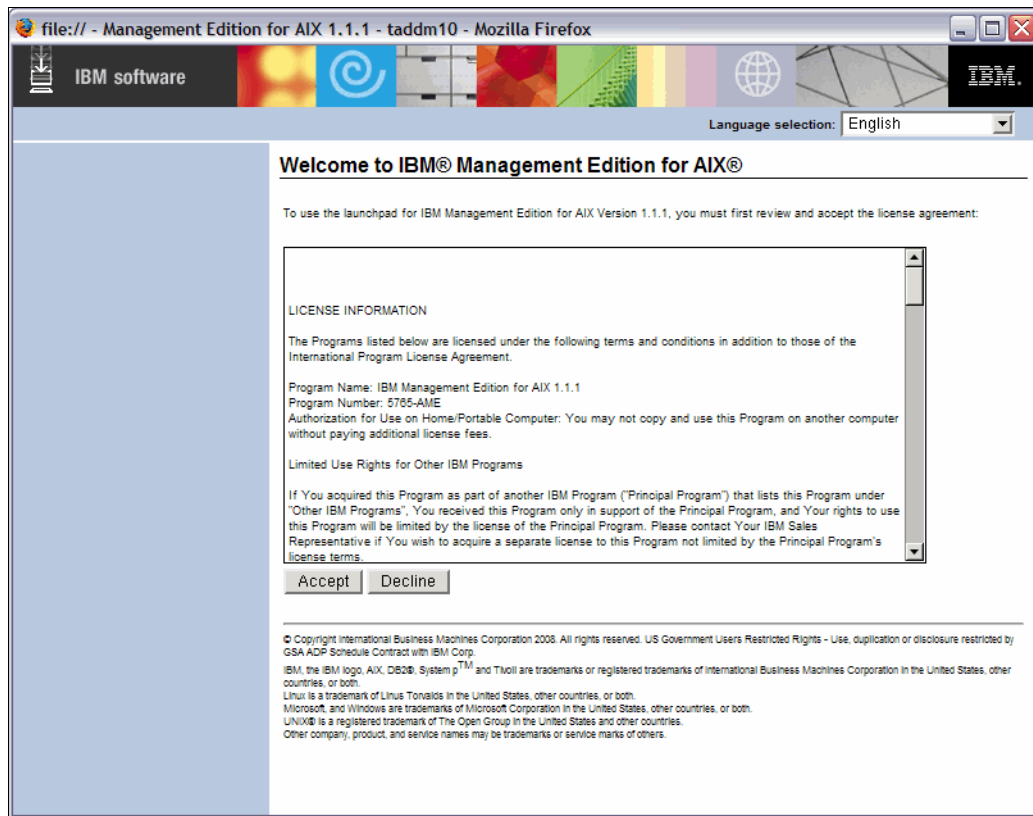 file:// - Management Edition for AIX 1.1.1 - taddm10 - Mozilla Firefox
IBM software
IBM.
Language selection: English
Welcome to IBM® Management Edition for AIX®
To use the launchpad for IBM Management Edition for AIX Version 1.1.1, you must first review and accept the license agreement:
LICENSE INFORMATION
The Programs listed below are licensed under the following terms and conditions in addition to those of the
International Program License Agreement.
Program Name: IBM Management Edition for AIX 1.1.1
Program Number: 5765-AME
Authorization for Use on Home/Portable Computer: You may not copy and use this Program on another computer
without paying additional license fees.
Limited Use Rights for Other IBM Programs
If You acquired this Program as part of another IBM Program ("Principal Program") that lists this Program under
"Other IBM Programs", You received this Program only in support of the Principal Program, and Your rights to use
this Program will be limited by the license of the Principal Program. Please contact Your IBM Sales
Representative if You wish to acquire a separate license to this Program not limited by the Principal Program's
license terms.
Accept Decline
© Copyright International Business Machines Corporation 2008. All rights reserved. US Government Users Restricted Rights - Use, duplication or disclosure restricted by
GSA ADP Schedule Contract with IBM Corp.
IBM, the IBM logo, AIX, DB2®, System p™ and Tivoli are trademarks or registered trademarks of International Business Machines Corporation in the United States, other
countries, or both.
Linux is a trademark of Linus Torvalds in the United States, other countries, or both.
Microsoft, and Windows are trademarks of Microsoft Corporation in the United States, other countries, or both.
UNIX® is a registered trademark of The Open Group in the United States and other countries.
Other company, product, and service names may be trademarks or service marks of others.